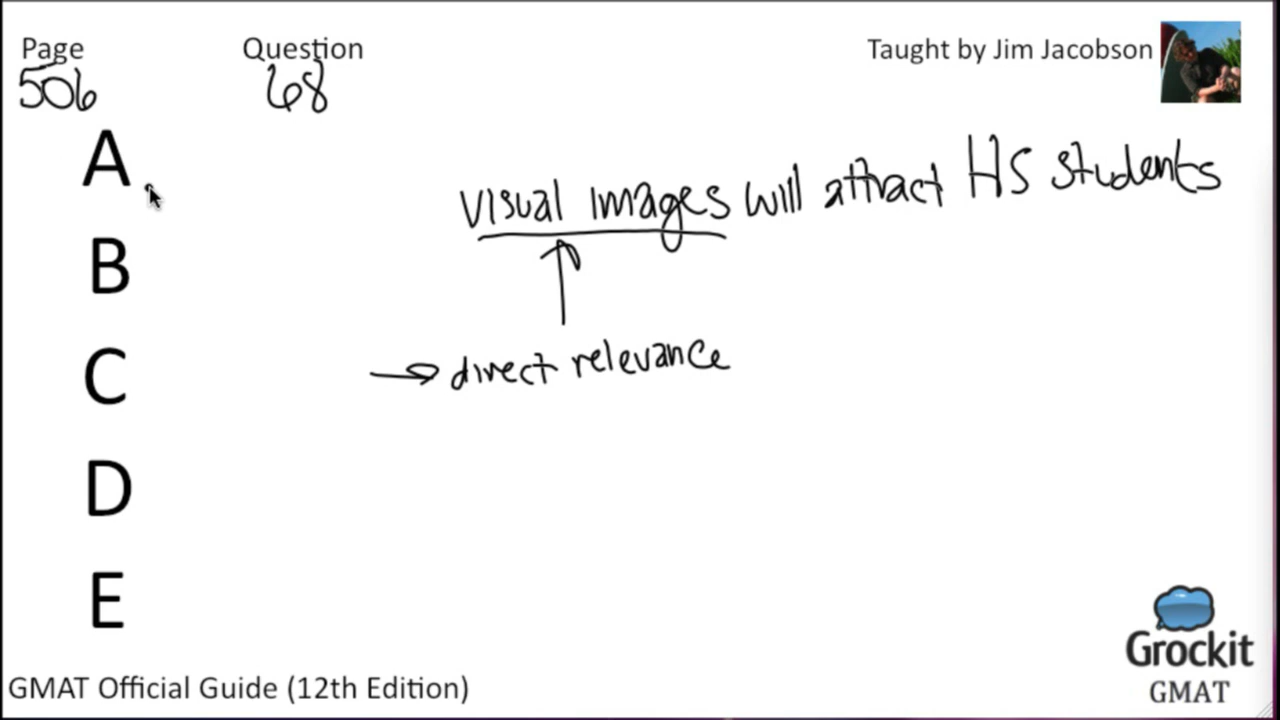 Page Question Taught by Jim Jacobson
506 68
A
visual images will attract HS students
B
C
direct relevance
D
E
Grockit
GMAT
GMAT Official Guide (12th Edition)